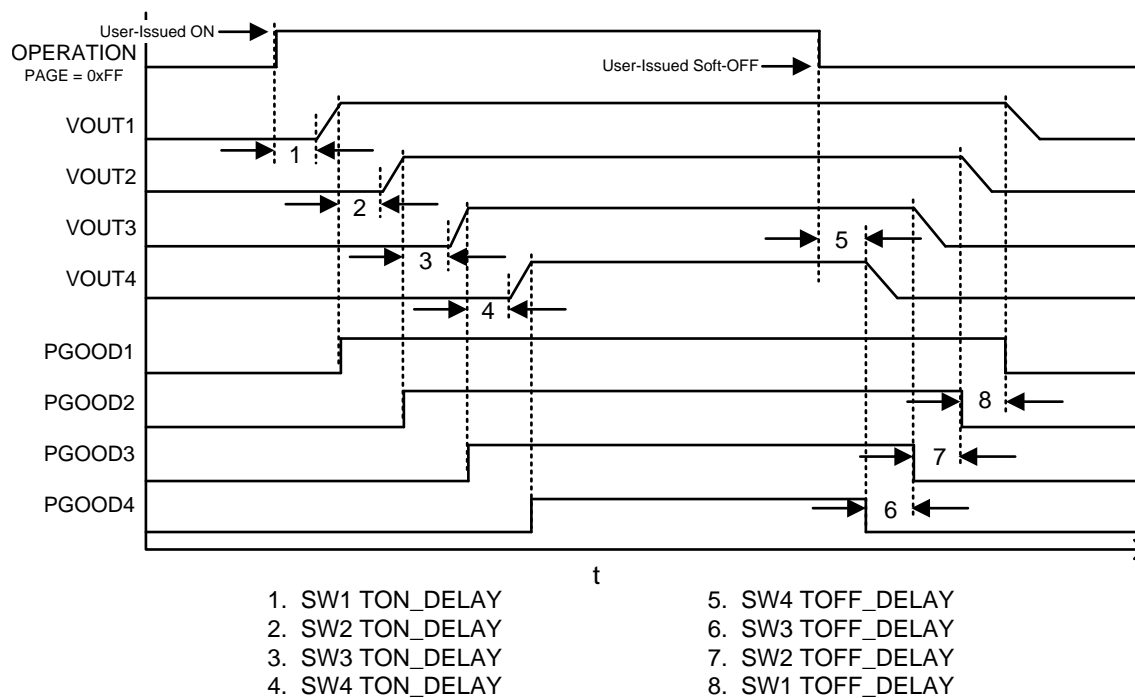 User-Issued ON
OPERATION
PAGE = 0xFF
User-Issued Soft-OFF
VOUT1
1
VOUT2
2
VOUT3
3
5
VOUT4
4
PGOOD1
PGOOD2
8
PGOOD3
7
PGOOD4
6
t
1. SW1 TON_DELAY
2. SW2 TON_DELAY
3. SW3 TON_DELAY
4. SW4 TON_DELAY
5. SW4 TOFF_DELAY
6. SW3 TOFF_DELAY
7. SW2 TOFF_DELAY
8. SW1 TOFF_DELAY